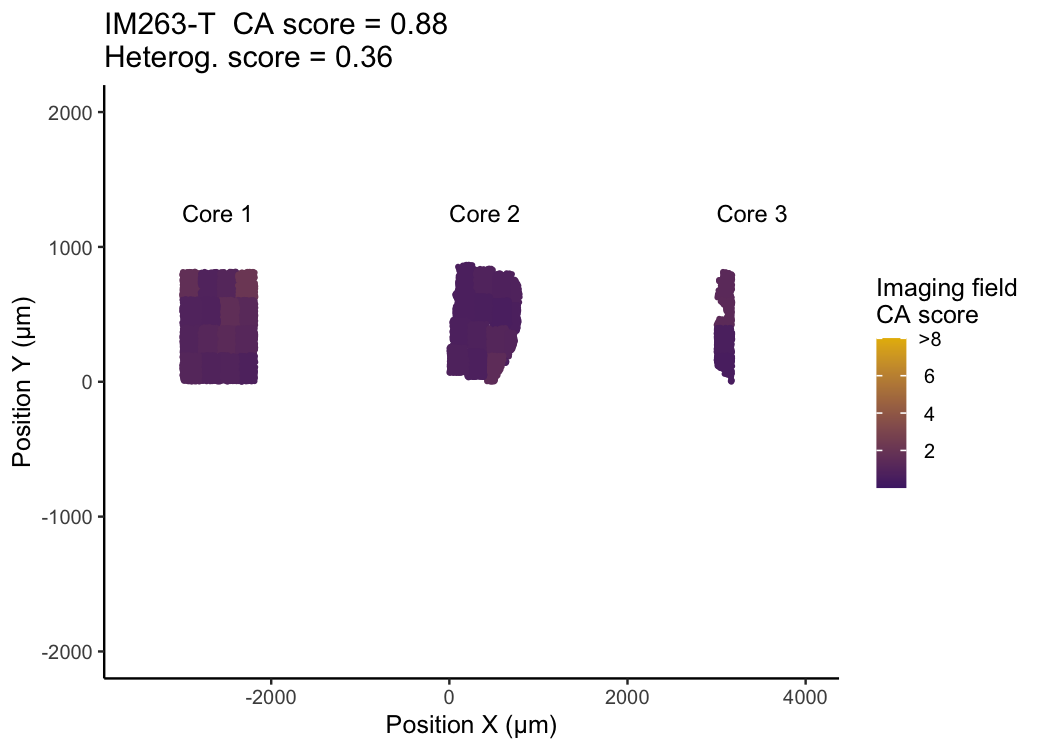 IM263-T  CA score = 0.88
Heterog. score = 0.36
2000
1000
0
-1000
-2000
Position Y (µm)
Core 1
Core 2
Core 3
-2000
0
2000
4000
Position X (µm)
Imaging field
CA score
>8
6
4
2